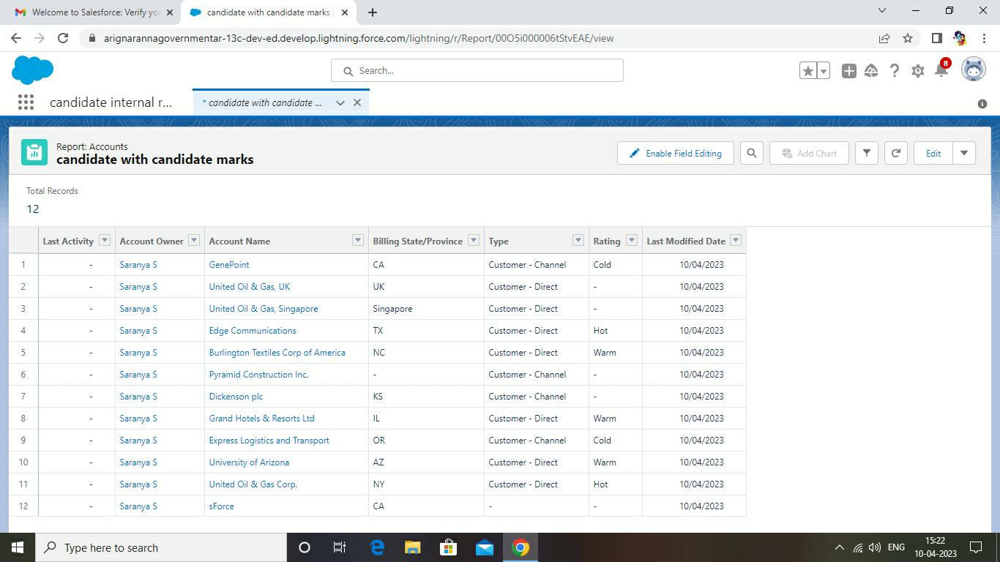 Welcome to Salesforce: Verify yo
candidate with candidate marks
arignarannagovernmentar-13c-dev-ed.develop.lightning.force.com/lightning/r/Report/00O5i000006tStvEAE/view
Search...
8
candidate internal r...
* candidate with candidate ...
Report: Accounts
candidate with candidate marks
Enable Field Editing
Add Chart
Edit
Total Records
12
Last Activity Account Owner Account Name Billing State/Province Type Rating Last Modified Date
1 - Saranya S GenePoint CA Customer - Channel Cold 10/04/2023
2 - Saranya S United Oil & Gas, UK UK Customer - Direct - 10/04/2023
3 - Saranya S United Oil & Gas, Singapore Singapore Customer - Direct - 10/04/2023
4 - Saranya S Edge Communications TX Customer - Direct Hot 10/04/2023
5 - Saranya S Burlington Textiles Corp of America NC Customer - Direct Warm 10/04/2023
6 - Saranya S Pyramid Construction Inc. - Customer - Channel - 10/04/2023
7 - Saranya S Dickenson plc KS Customer - Channel - 10/04/2023
8 - Saranya S Grand Hotels & Resorts Ltd IL Customer - Direct Warm 10/04/2023
9 - Saranya S Express Logistics and Transport OR Customer - Channel Cold 10/04/2023
10 - Saranya S University of Arizona AZ Customer - Direct Warm 10/04/2023
11 - Saranya S United Oil & Gas Corp. NY Customer - Direct Hot 10/04/2023
12 - Saranya S sForce CA - - 10/04/2023
Type here to search
ENG
15:22
10-04-2023